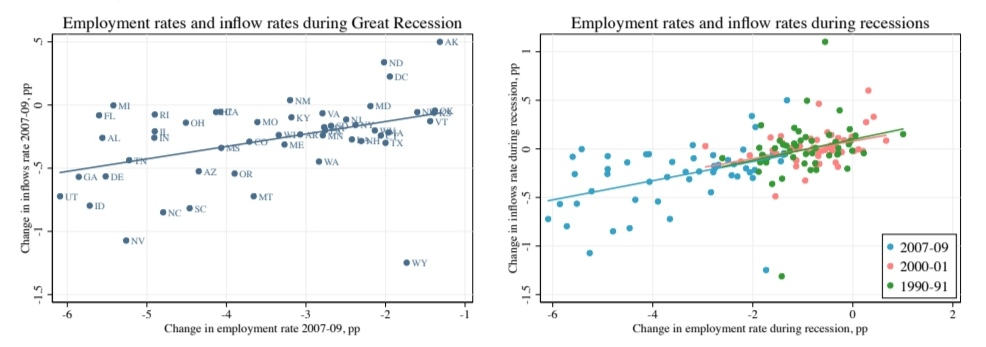 Employment rates and inflow rates during Great Recession
Change in inflows rate 2007-09, pp
.5
0
-.5
-1
-1.5
AK
ND
DC
MI
NM
MD
FL
RI
VA
KY
OH
MO
VT
AL
IL
IN
CO
ME
TX
MS
TN
WA
GA
DE
AZ
OR
UT
MT
ID
NC
SC
NV
WY
-6
-5
-4
-3
-2
-1
Change in employment rate 2007-09, pp
Employment rates and inflow rates during recessions
Change in inflows rate during recession, pp
1
.5
0
-.5
-1
-1.5
2007-09
2000-01
1990-91
-6
-4
-2
0
2
Change in employment rate during recession, pp